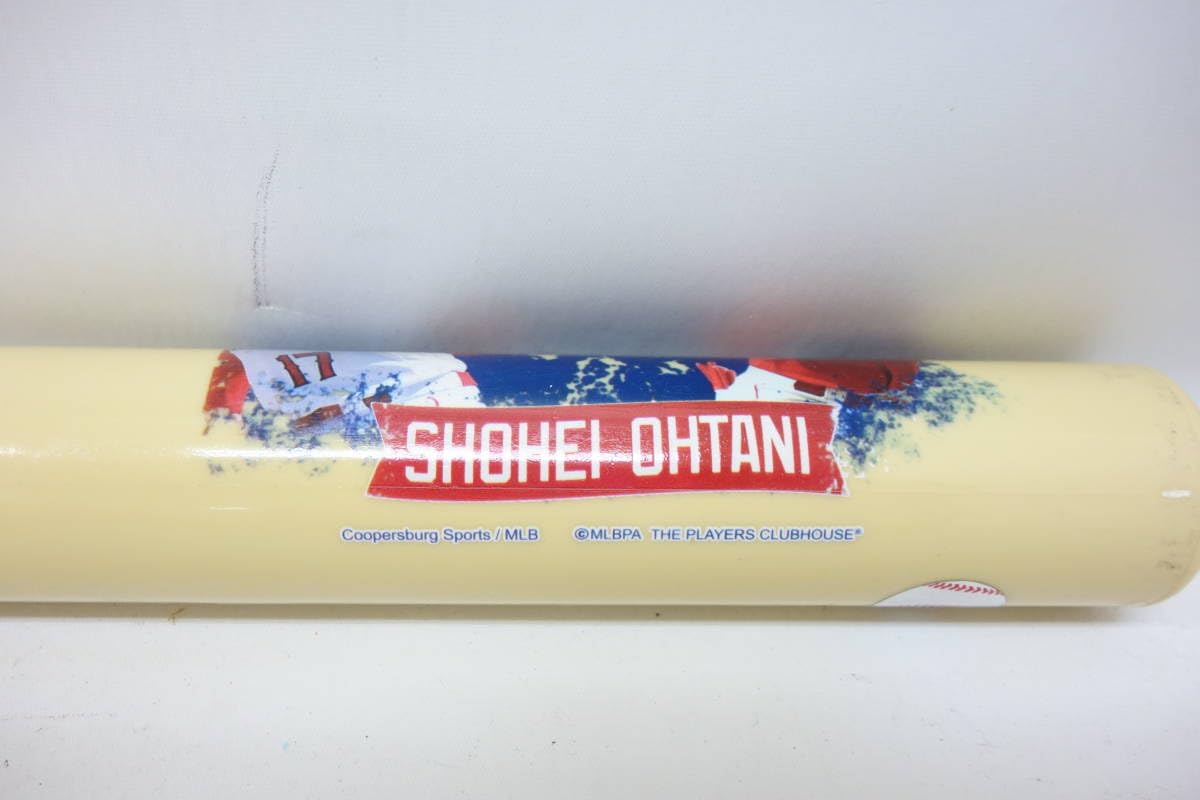 17
SHOHEI OHTANI
Coopersburg Sports / MLB ©MLBPA THE PLAYERS CLUBHOUSE®